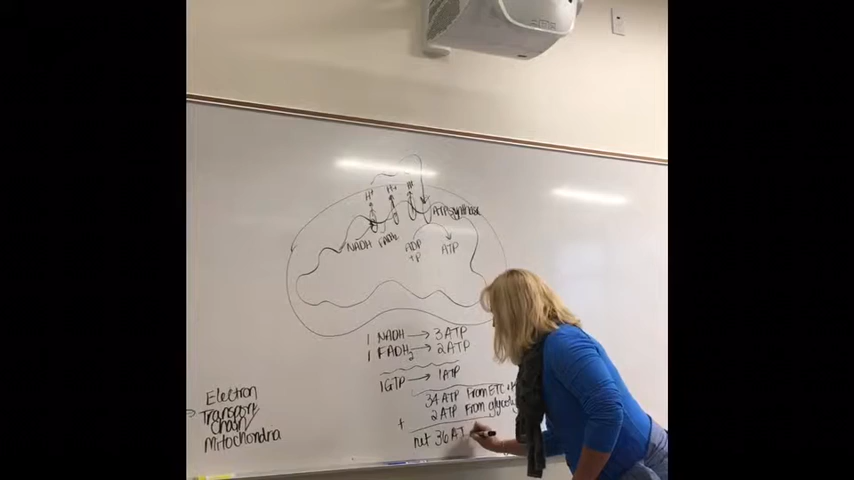 H+ H+ H+
ATP synthase
NADH FADH₂ ADP ATP
+P
1 NADH → 3 ATP
1 FADH₂ → 2 ATP
1 GTP → 1 ATP
34 ATP From ETC +
2 ATP From glycoly
+
net 36 AT
Electron
Transport
Chain
Mitochondria